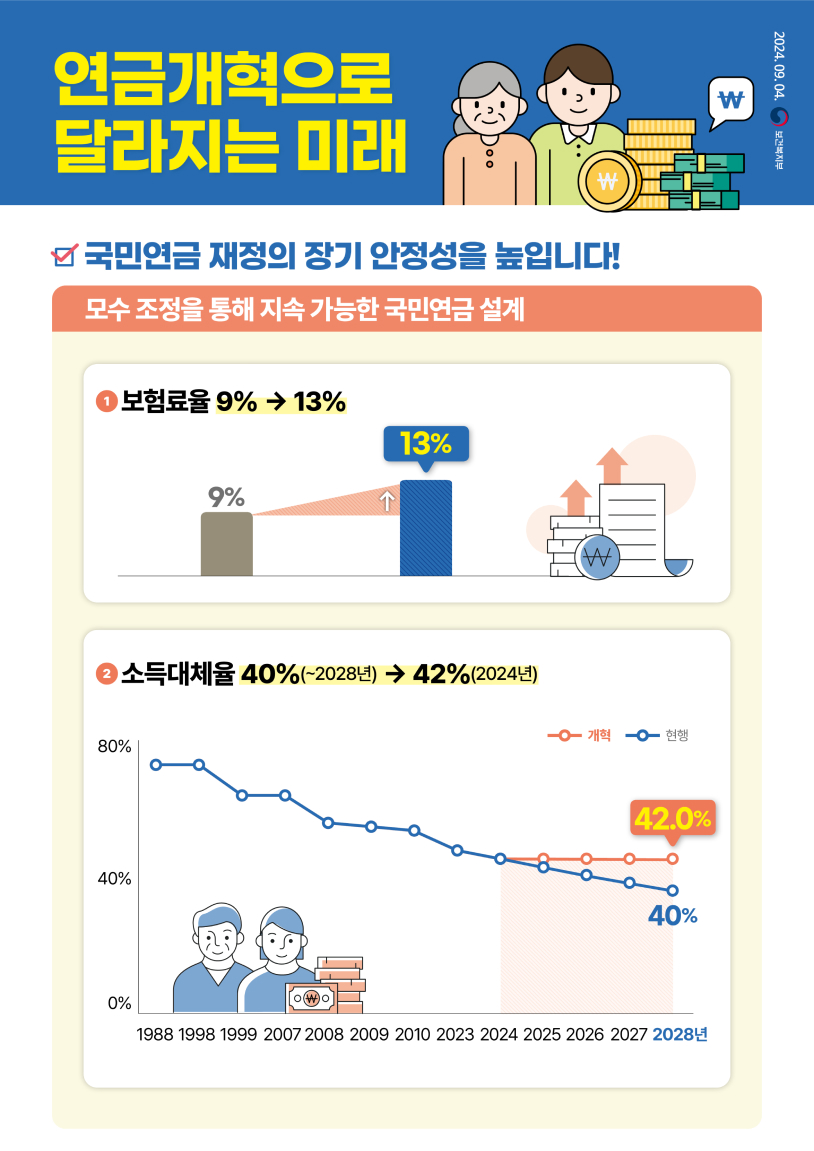 연금개혁으로
달라지는 미래
₩
2024. 09. 04.
보건복지부
국민연금 재정의 장기 안정성을 높입니다!
모수 조정을 통해 지속 가능한 국민연금 설계
1 보험료율 9% → 13%
9%
13%
↑
₩
2 소득대체율 40%(~2028년) → 42%(2024년)
개혁 현행
80%
40%
0%
42.0%
40%
₩
1988 1998 1999 2007 2008 2009 2010 2023 2024 2025 2026 2027 2028년